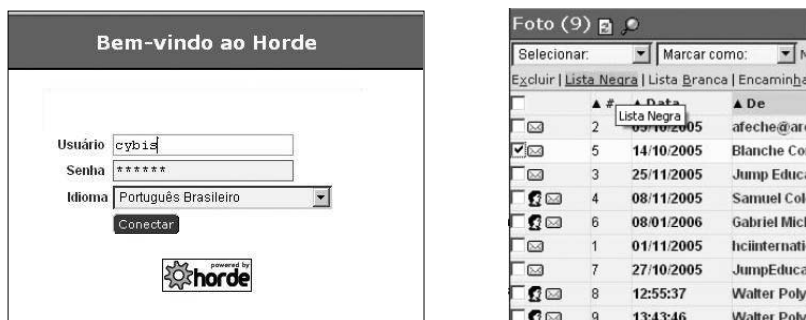 Bem-vindo ao Horde
Usuário cybis
Senha ******
Idioma Português Brasileiro
Conectar
powered by
horde
Foto (9)
Selecionar: Marcar como:
Excluir | Lista Negra | Lista Branca | Encaminha
▲ # ▲ Data ▲ De
Lista Negra
2 05/10/2005 afeche@ar
5 14/10/2005 Blanche Co
3 25/11/2005 Jump Educa
4 08/11/2005 Samuel Col
6 08/01/2006 Gabriel Mic
1 01/11/2005 hciinternati
7 27/10/2005 JumpEduca
8 12:55:37 Walter Poly
9 13:43:46 Walter Poly